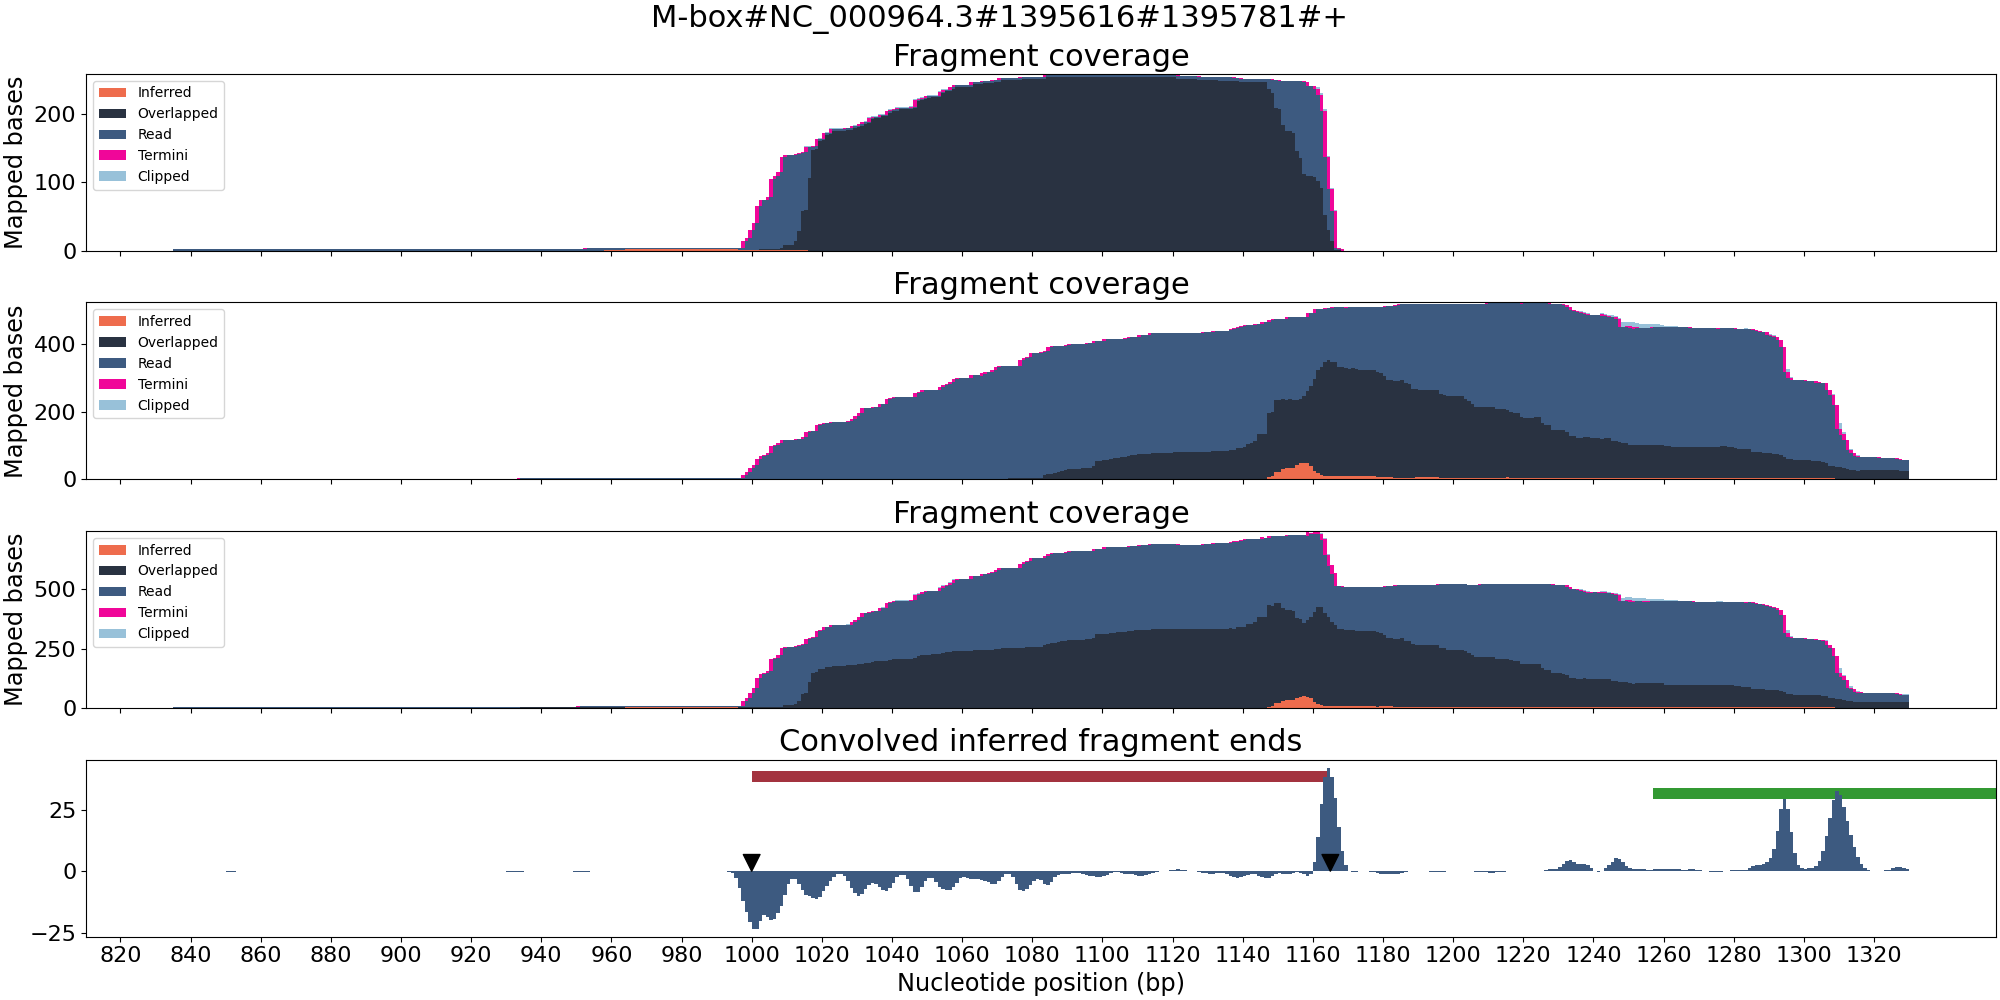 M-box#NC_000964.3#1395616#1395781#+
Fragment coverage
Mapped bases
200
100
0
Inferred
Overlapped
Read
Termini
Clipped
Fragment coverage
Mapped bases
400
200
0
Inferred
Overlapped
Read
Termini
Clipped
Fragment coverage
Mapped bases
500
250
0
Inferred
Overlapped
Read
Termini
Clipped
Convolved inferred fragment ends
25
0
−25
820 840 860 880 900 920 940 960 980 1000 1020 1040 1060 1080 1100 1120 1140 1160 1180 1200 1220 1240 1260 1280 1300 1320
Nucleotide position (bp)